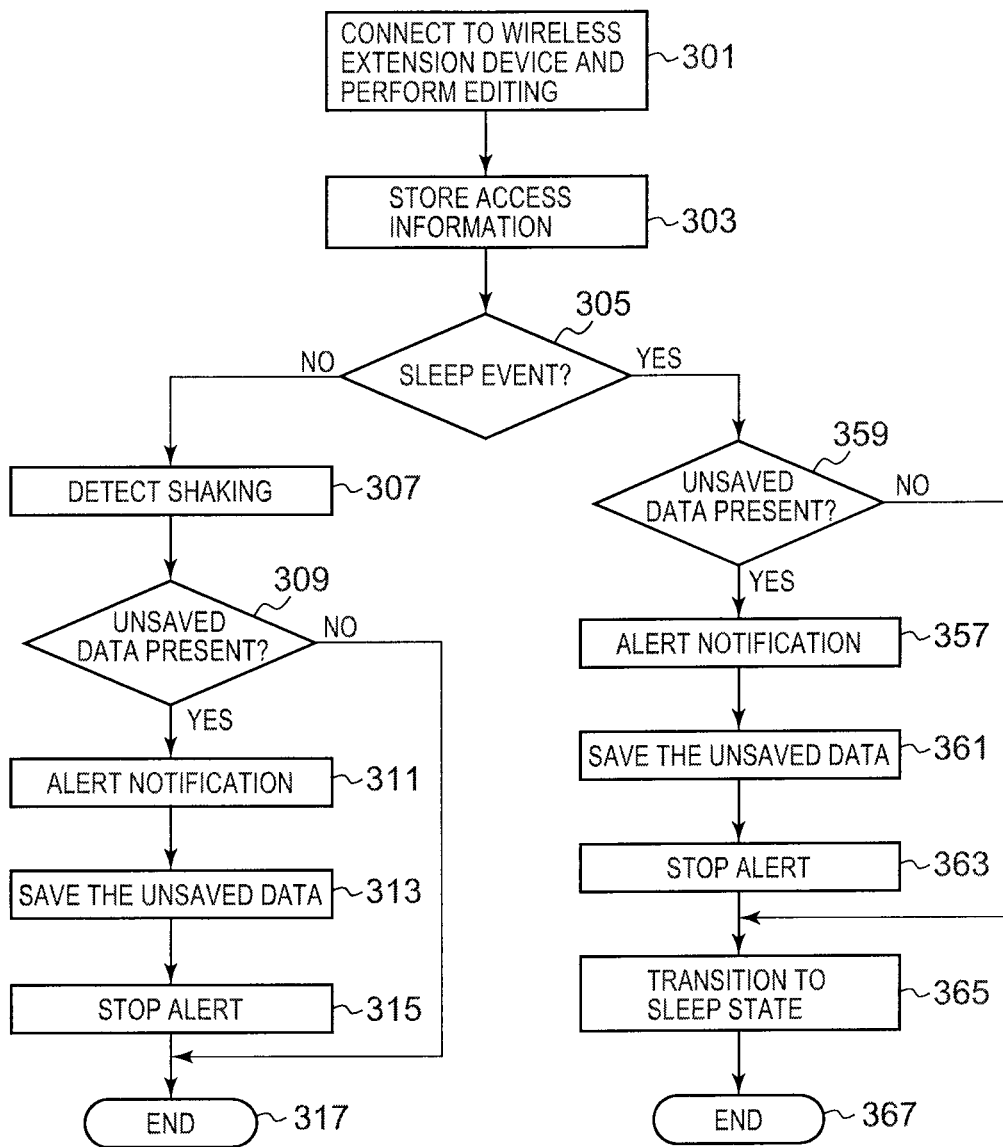 CONNECT TO WIRELESS
EXTENSION DEVICE AND
PERFORM EDITING
301
STORE ACCESS
INFORMATION
303
305
SLEEP EVENT?
NO
YES
DETECT SHAKING
307
309
UNSAVED
DATA PRESENT?
NO
YES
ALERT NOTIFICATION
311
SAVE THE UNSAVED DATA
313
STOP ALERT
315
END
317
359
UNSAVED
DATA PRESENT?
NO
YES
ALERT NOTIFICATION
357
SAVE THE UNSAVED DATA
361
STOP ALERT
363
TRANSITION TO
SLEEP STATE
365
END
367